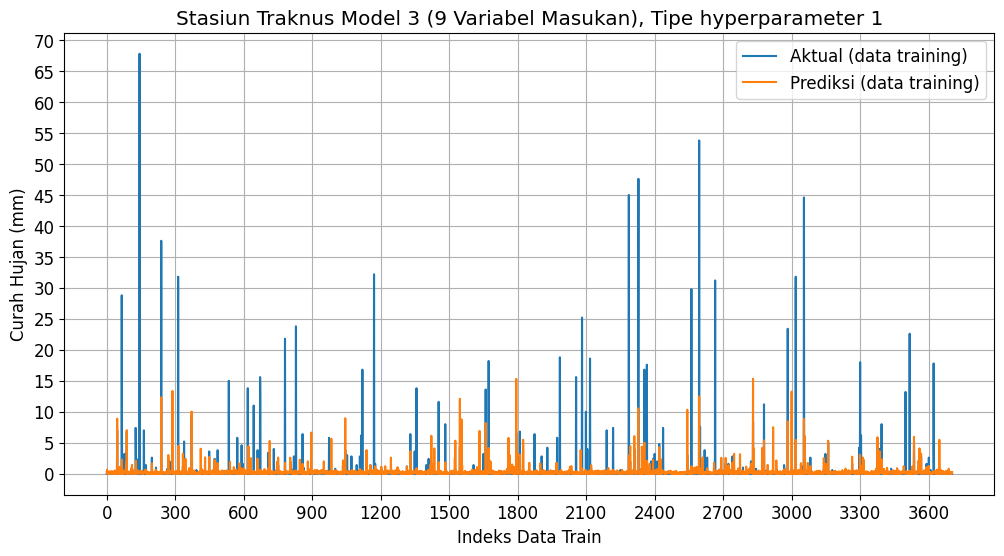 Stasiun Traknus Model 3 (9 Variabel Masukan), Tipe hyperparameter 1
Aktual (data training)
Prediksi (data training)
Curah Hujan (mm)
70
65
60
55
50
45
40
35
30
25
20
15
10
5
0
0 300 600 900 1200 1500 1800 2100 2400 2700 3000 3300 3600
Indeks Data Train